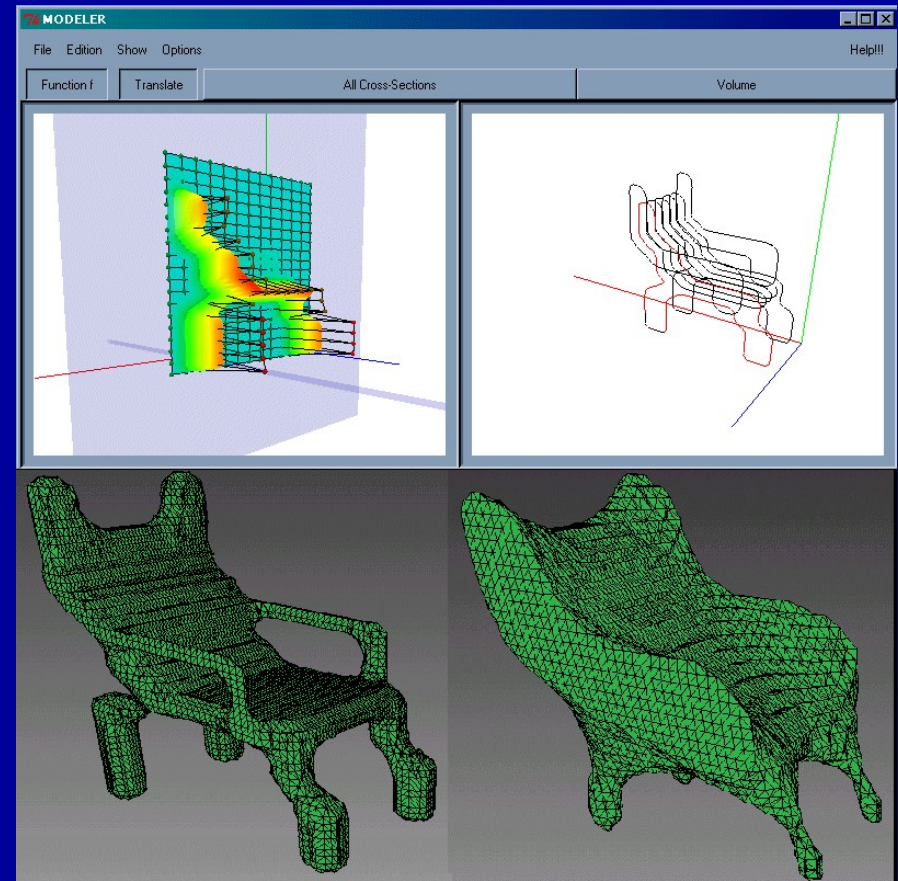 MODELER
File Edition Show Options Help!!!
Function f Translate All Cross-Sections Volume